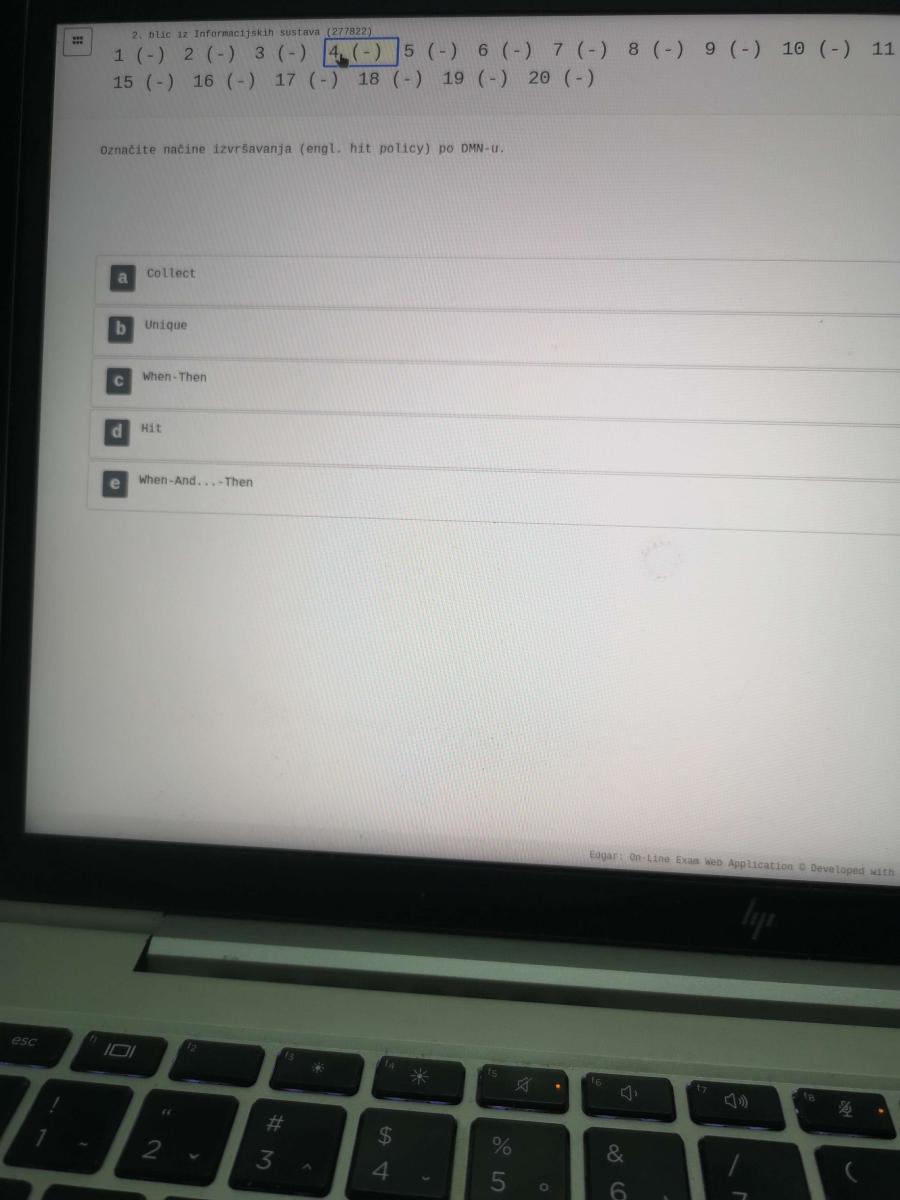 2. blic iz Informacijskih sustava (277822)
1 (-) 2 (-) 3 (-) 4 (-) 5 (-) 6 (-) 7 (-) 8 (-) 9 (-) 10 (-) 11
15 (-) 16 (-) 17 (-) 18 (-) 19 (-) 20 (-)
Označite načine izvršavanja (engl. hit policy) po DMN-u.
a Collect
b Unique
c When-Then
d Hit
e When-And...-Then
Edgar: On-Line Exam Web Application © Developed with
hp
esc f1 f2 f3 f4 f5 f6 f7 f8
! " # $ % & / (
1 ~ 2 ˇ 3 ^ 4 ˘ 5 ° 6 7